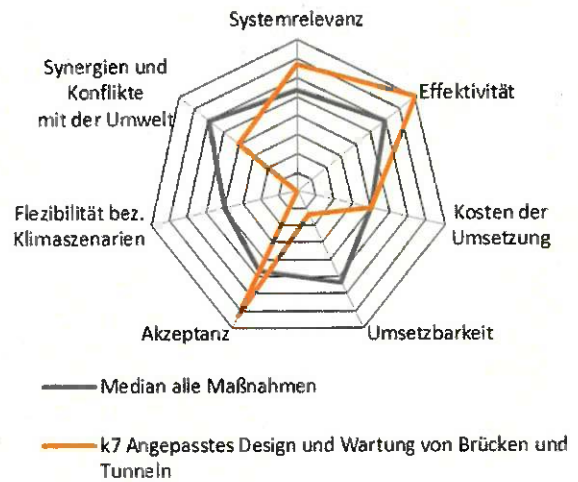 Systemrelevanz
Synergien und
Konflikte
mit der Umwelt
Effektivität
Flezibilität bez.
Klimaszenarien
Kosten der
Umsetzung
Akzeptanz
Umsetzbarkeit
Median alle Maßnahmen
k7 Angepasstes Design und Wartung von Brücken und
Tunneln